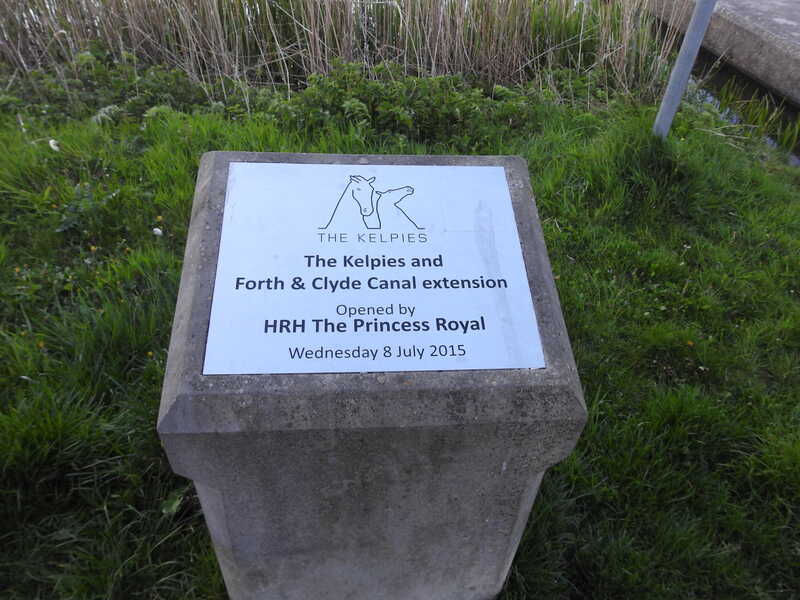 THE KELPIES
The Kelpies and
Forth & Clyde Canal extension
Opened by
HRH The Princess Royal
Wednesday 8 July 2015